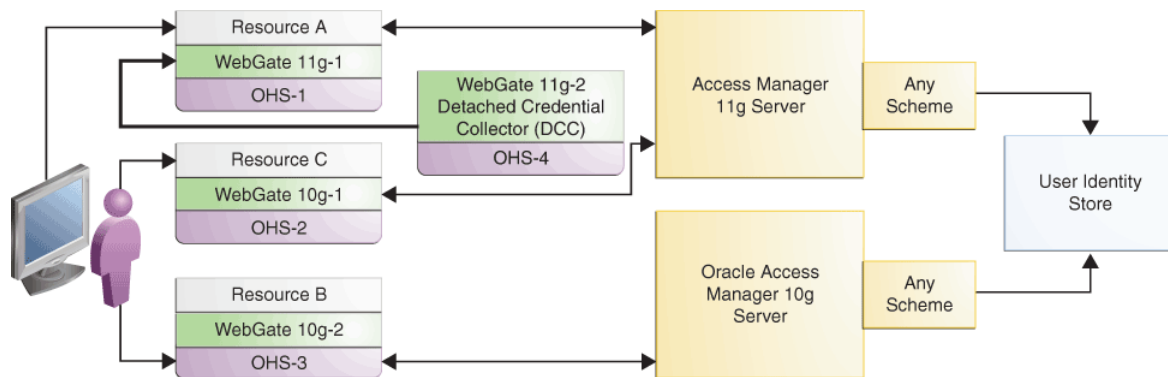 Resource A
WebGate 11g-1
OHS-1
WebGate 11g-2
Detached Credential
Collector (DCC)
OHS-4
Resource C
WebGate 10g-1
OHS-2
Resource B
WebGate 10g-2
OHS-3
Access Manager
11g Server
Any
Scheme
Oracle Access
Manager 10g
Server
Any
Scheme
User Identity
Store